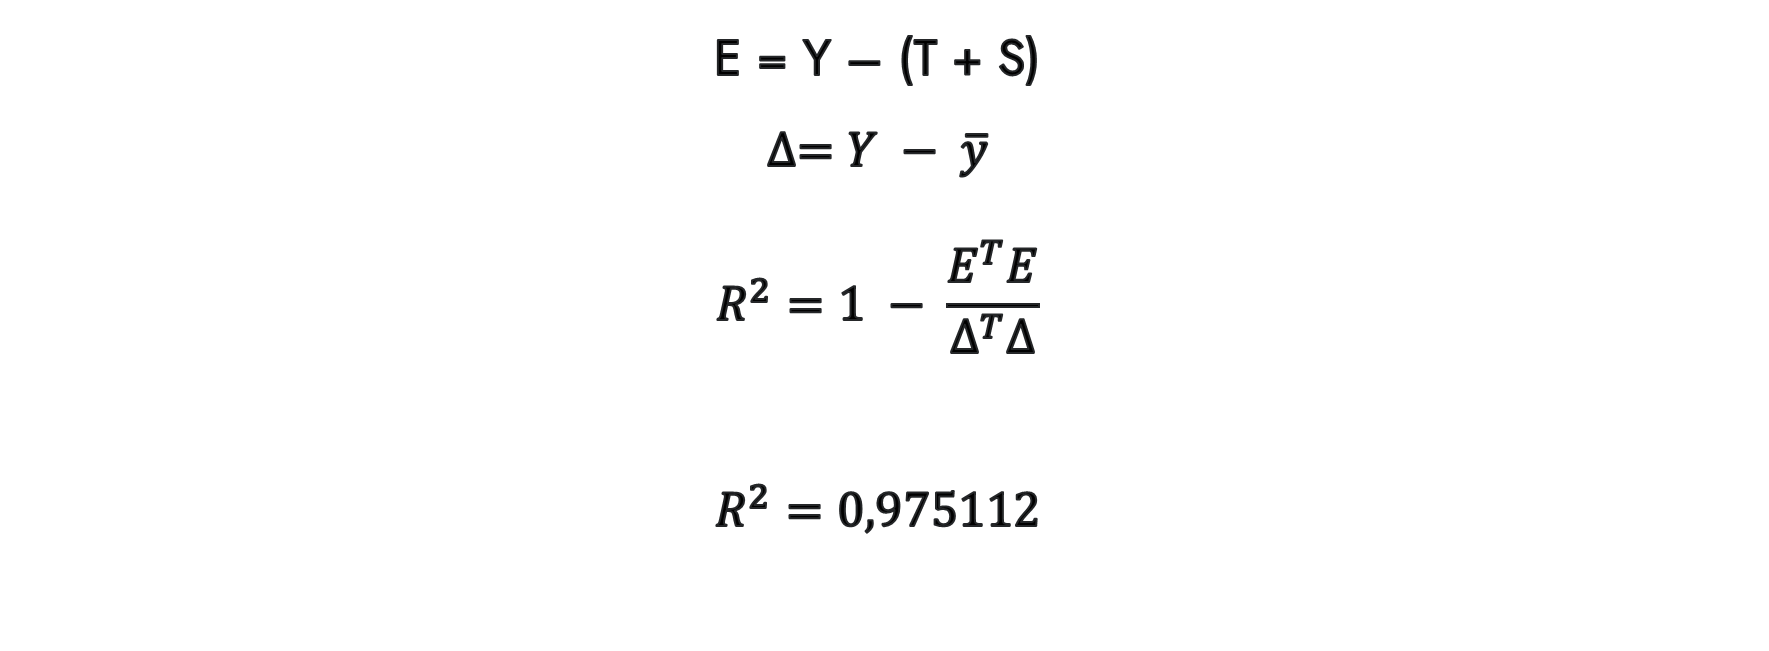 E = Y – (T + S)
Δ= Y − y̅
R² = 1 − EᵀE / ΔᵀΔ
R² = 0,975112